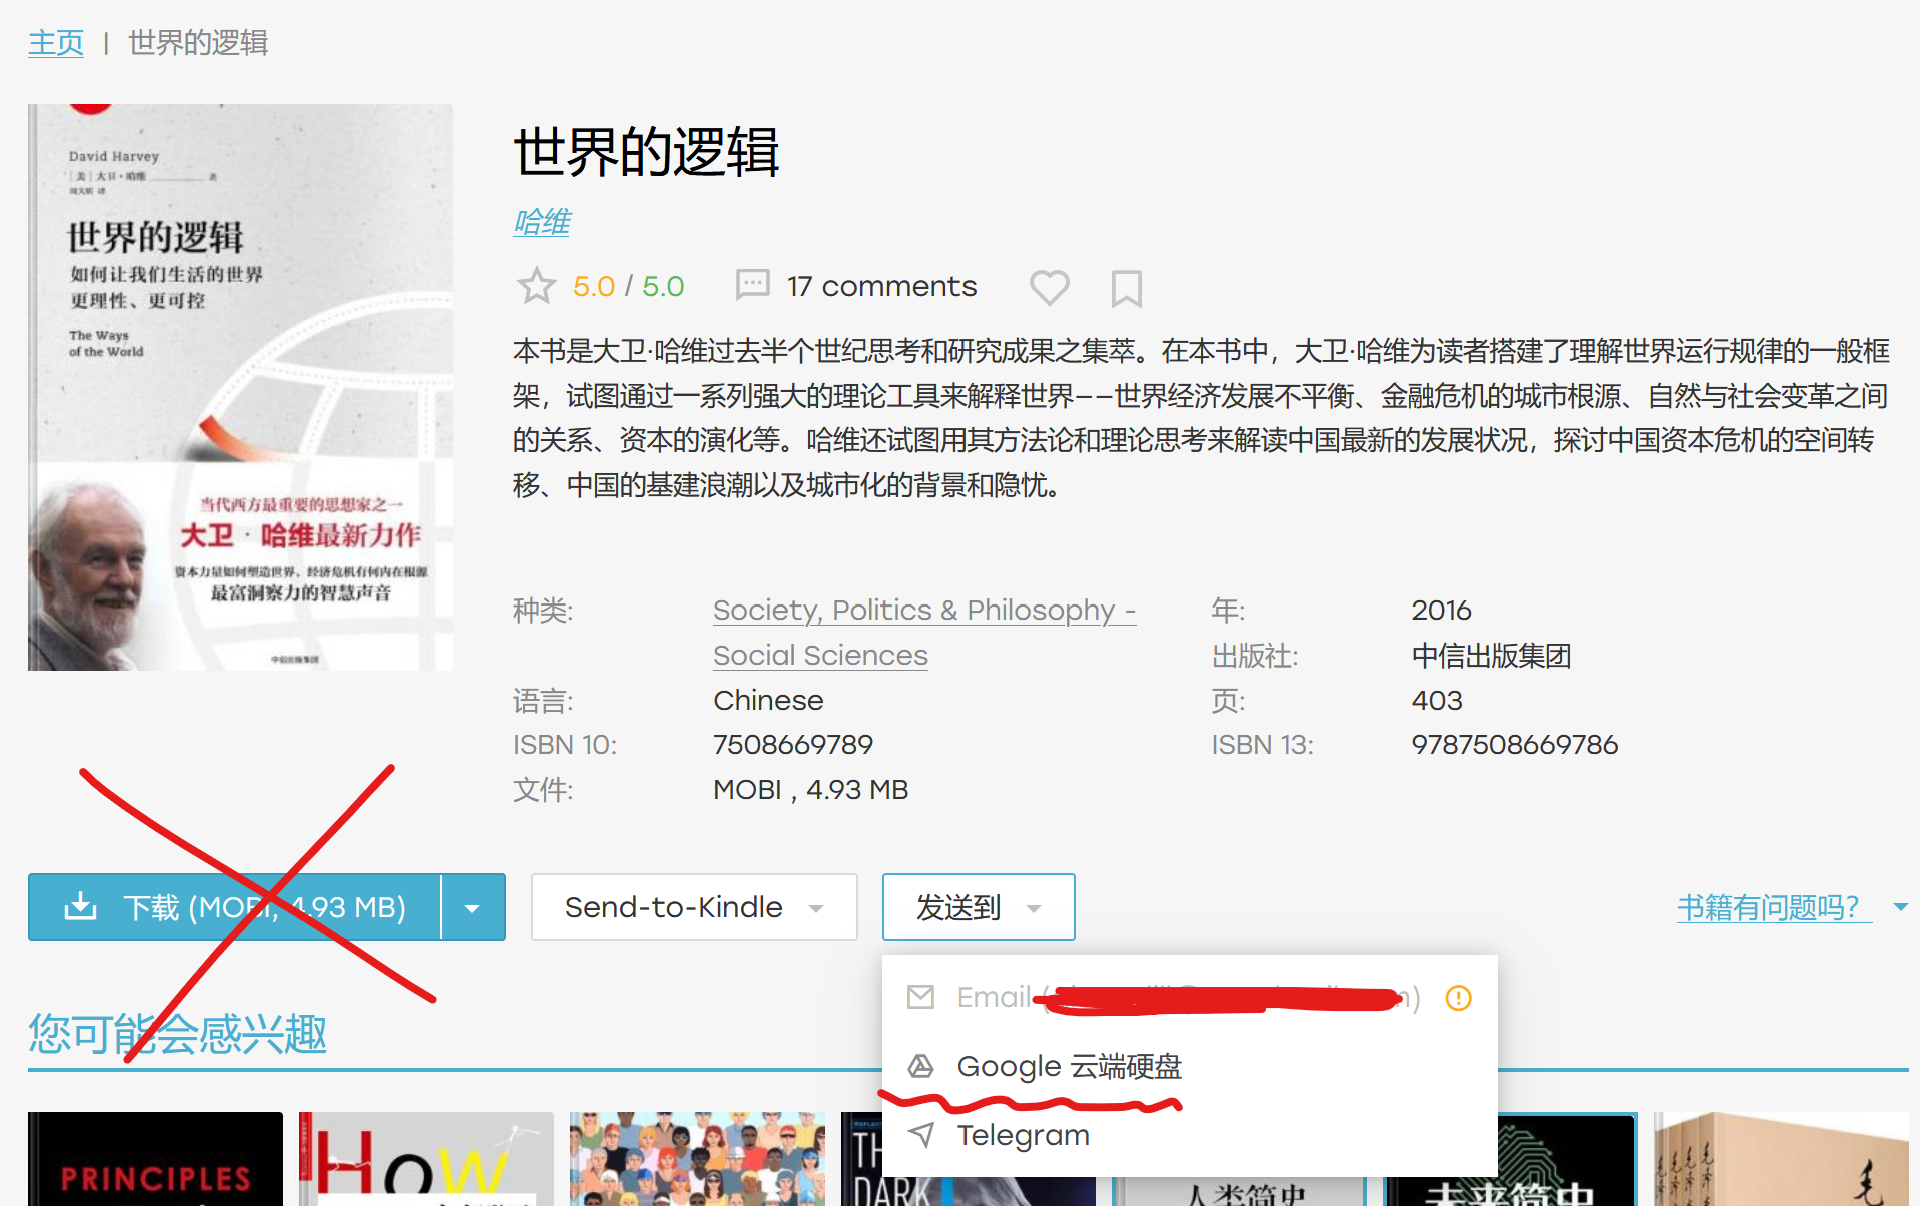 主页 | 世界的逻辑
David Harvey
[美] 大卫·哈维 著
世界的逻辑
如何让我们生活的世界
更理性、更可控
The Ways
of the World
当代西方最重要的思想家之一
大卫·哈维最新力作
资本力量如何塑造世界，经济危机有何内在根源
最富洞察力的智慧声音
中信出版集团
世界的逻辑
哈维
5.0 / 5.0 17 comments
本书是大卫·哈维过去半个世纪思考和研究成果之集萃。在本书中，大卫·哈维为读者搭建了理解世界运行规律的一般框
架，试图通过一系列强大的理论工具来解释世界——世界经济发展不平衡、金融危机的城市根源、自然与社会变革之间
的关系、资本的演化等。哈维还试图用其方法论和理论思考来解读中国最新的发展状况，探讨中国资本危机的空间转
移、中国的基建浪潮以及城市化的背景和隐忧。
种类: Society, Politics & Philosophy -
Social Sciences
年: 2016
出版社: 中信出版集团
语言: Chinese
页: 403
ISBN 10: 7508669789
ISBN 13: 9787508669786
文件: MOBI , 4.93 MB
下载 (MOBI, 4.93 MB)
Send-to-Kindle
发送到
书籍有问题吗？
Email (
Google 云端硬盘
Telegram
您可能会感兴趣
PRINCIPLES
HOW
DARK
人类简史
未来简史